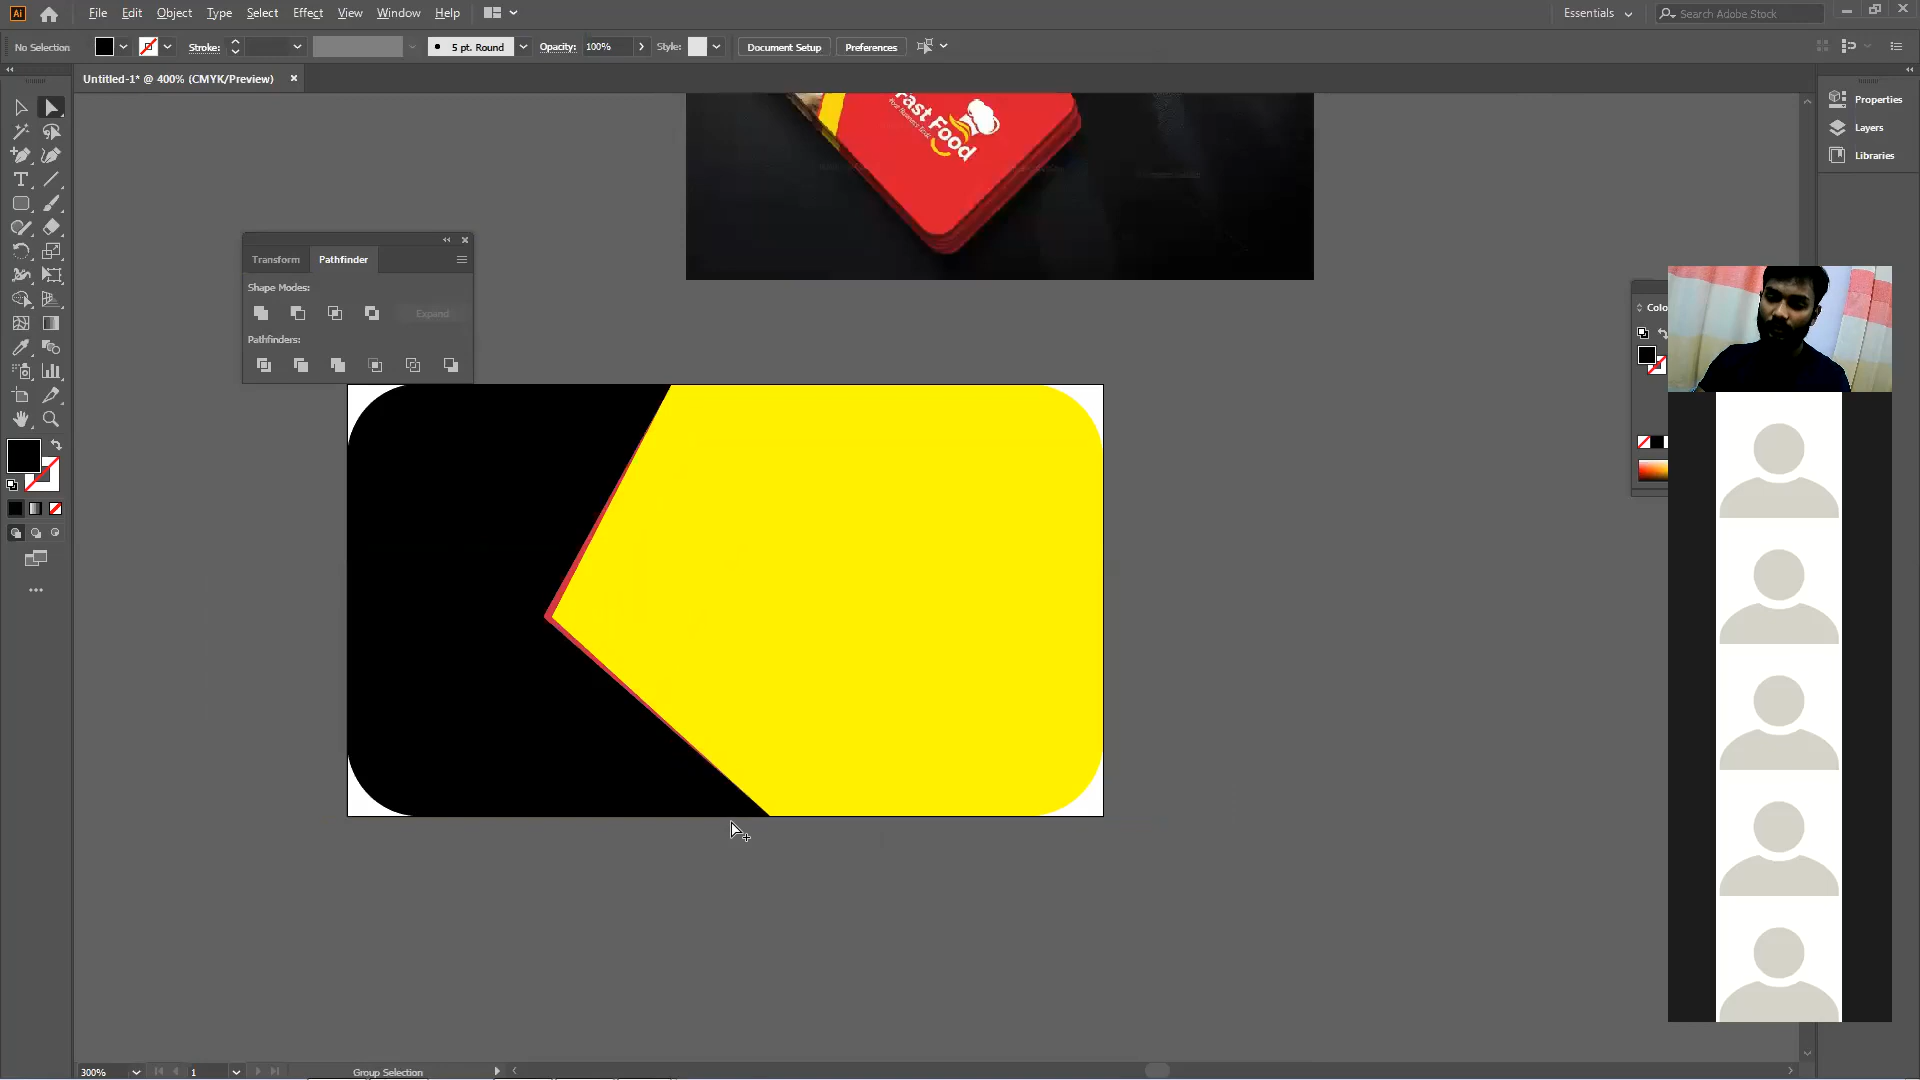 Ai File Edit Object Type Select Effect View Window Help Essentials Search Adobe Stock
No Selection Stroke: 5 pt. Round Opacity: 100% Style: Document Setup Preferences
Untitled-1* @ 400% (CMYK/Preview)
Properties
Layers
Libraries
Fast Food
Transform Pathfinder
Shape Modes:
Expand
Pathfinders:
Colo
300% 1 Group Selection